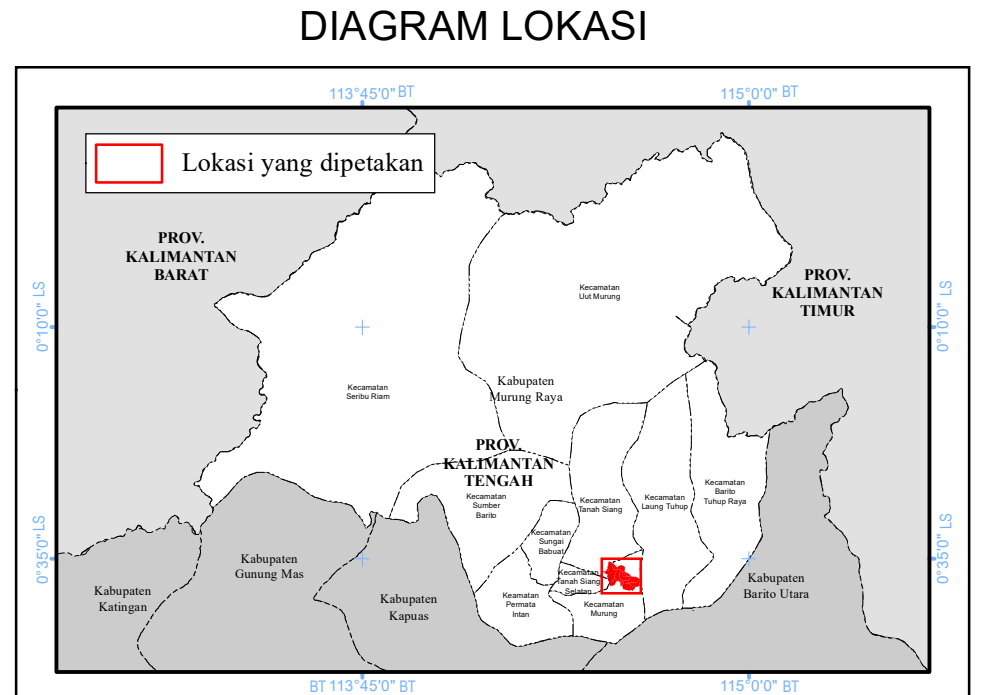 DIAGRAM LOKASI
113°45'0" BT
115°0'0" BT
Lokasi yang dipetakan
PROV.
KALIMANTAN
BARAT
PROV.
KALIMANTAN
TIMUR
0°10'0" LS
0°10'0" LS
Kecamatan
Uut Murung
Kecamatan
Seribu Riam
Kabupaten
Murung Raya
PROV.
KALIMANTAN
TENGAH
Kecamatan
Sumber
Barito
Kecamatan
Tanah Siang
Kecamatan
Laung Tuhup
Kecamatan
Barito
Tuhup Raya
Kecamatan
Sungai
Babuat
0°35'0" LS
0°35'0" LS
Kabupaten
Gunung Mas
Kecamatan
Tanah Siang
Selatan
Kabupaten
Katingan
Kabupaten
Kapuas
Keamatan
Permata
Intan
Kecamatan
Murung
Kabupaten
Barito Utara
BT 113°45'0" BT
115°0'0" BT